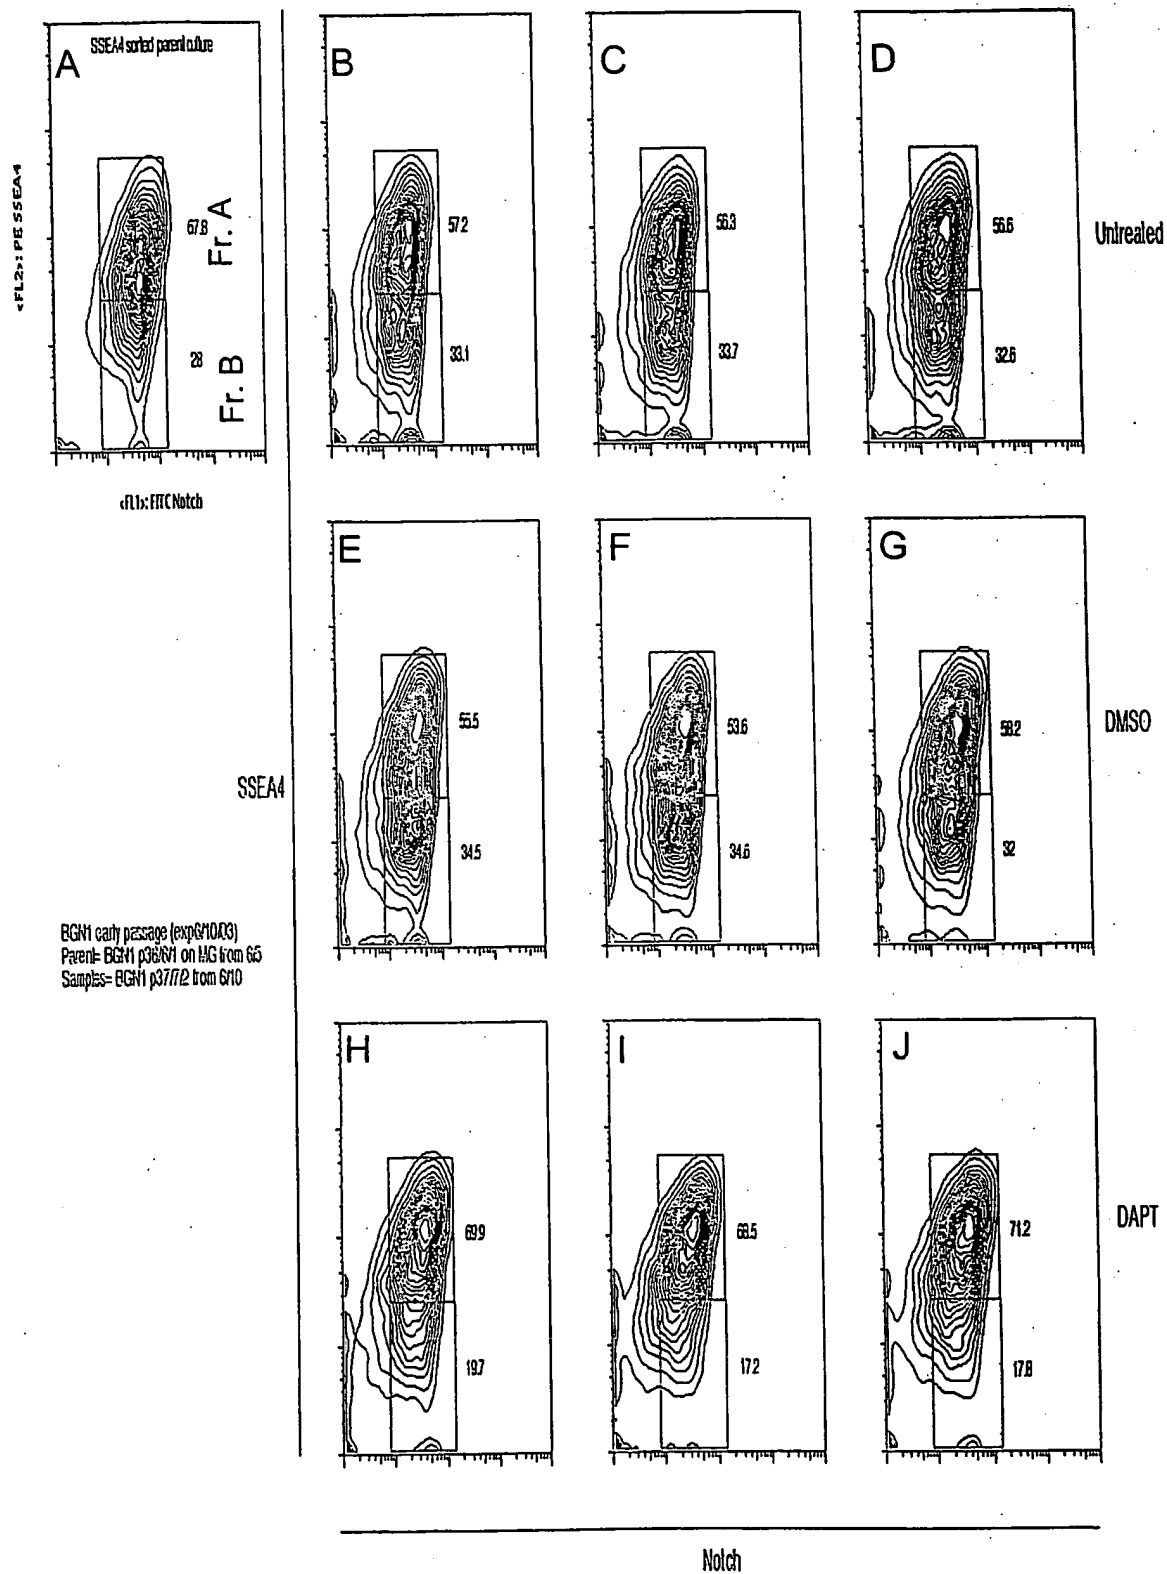 A
SSEA4 sorted parent culture
B
C
D
<FL2>: PE SSEA4
67.8
Fr. A
28
Fr. B
57.2
33.1
56.3
33.7
56.6
32.6
Untreated
<FL1>: FITC Notch
E
F
G
55.5
34.5
53.6
34.6
58.2
32
DMSO
SSEA4
BGN1 early passage (exp6/10/03)
Parent= BGN1 p36/6/1 on MG from 6/5
Samples= BGN1 p37/7/2 from 6/10
H
I
J
69.9
19.7
68.5
17.2
71.2
17.8
DAPT
Notch